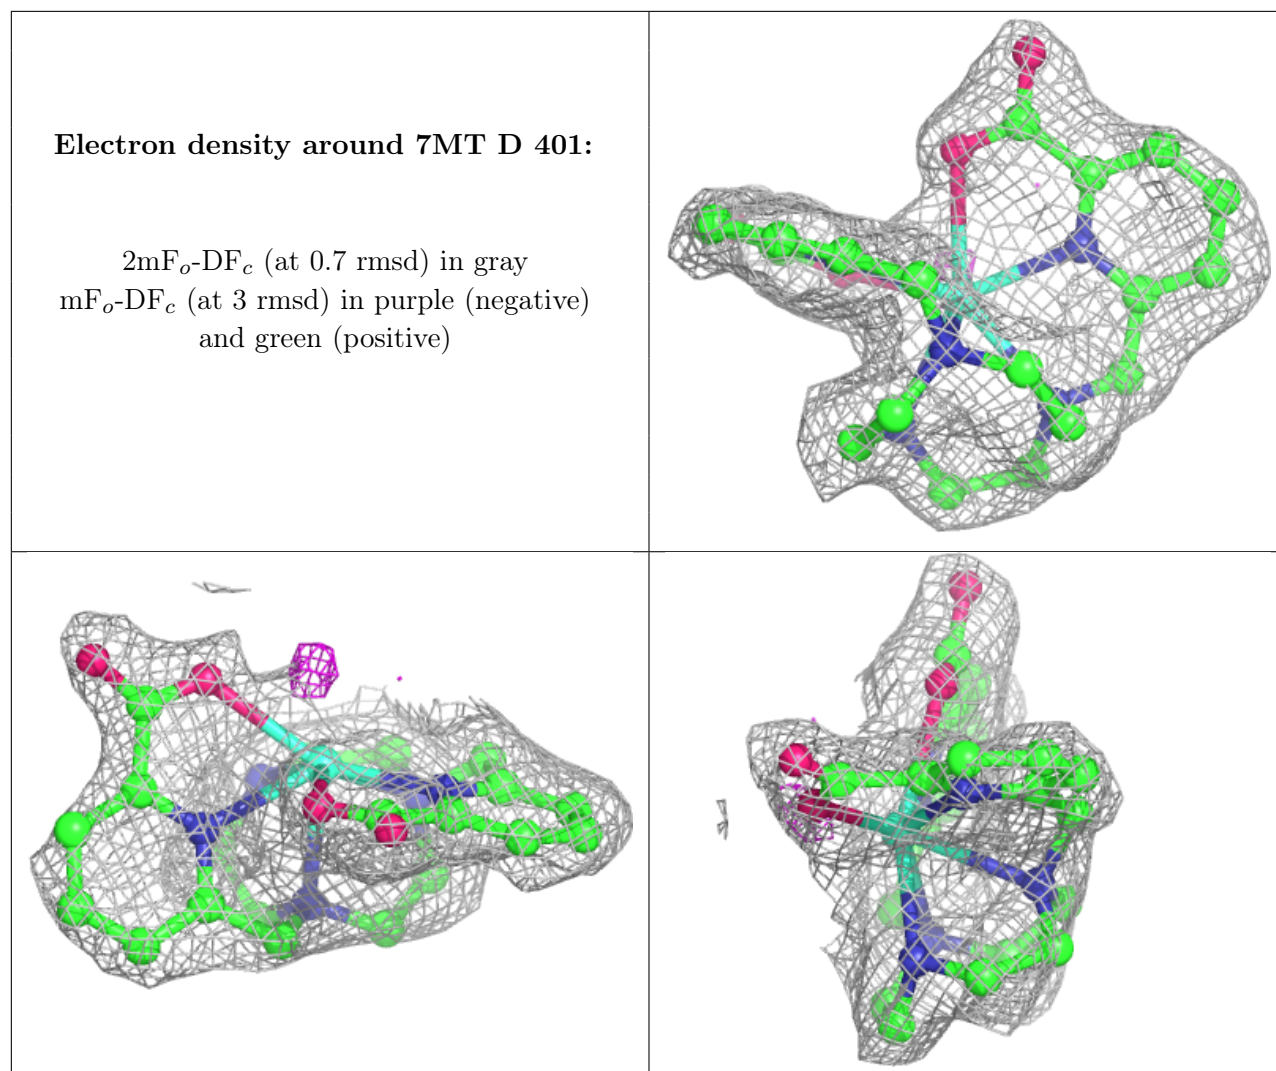 Electron density around 7MT D 401:
2mFo-DFc (at 0.7 rmsd) in gray
mFo-DFc (at 3 rmsd) in purple (negative)
and green (positive)